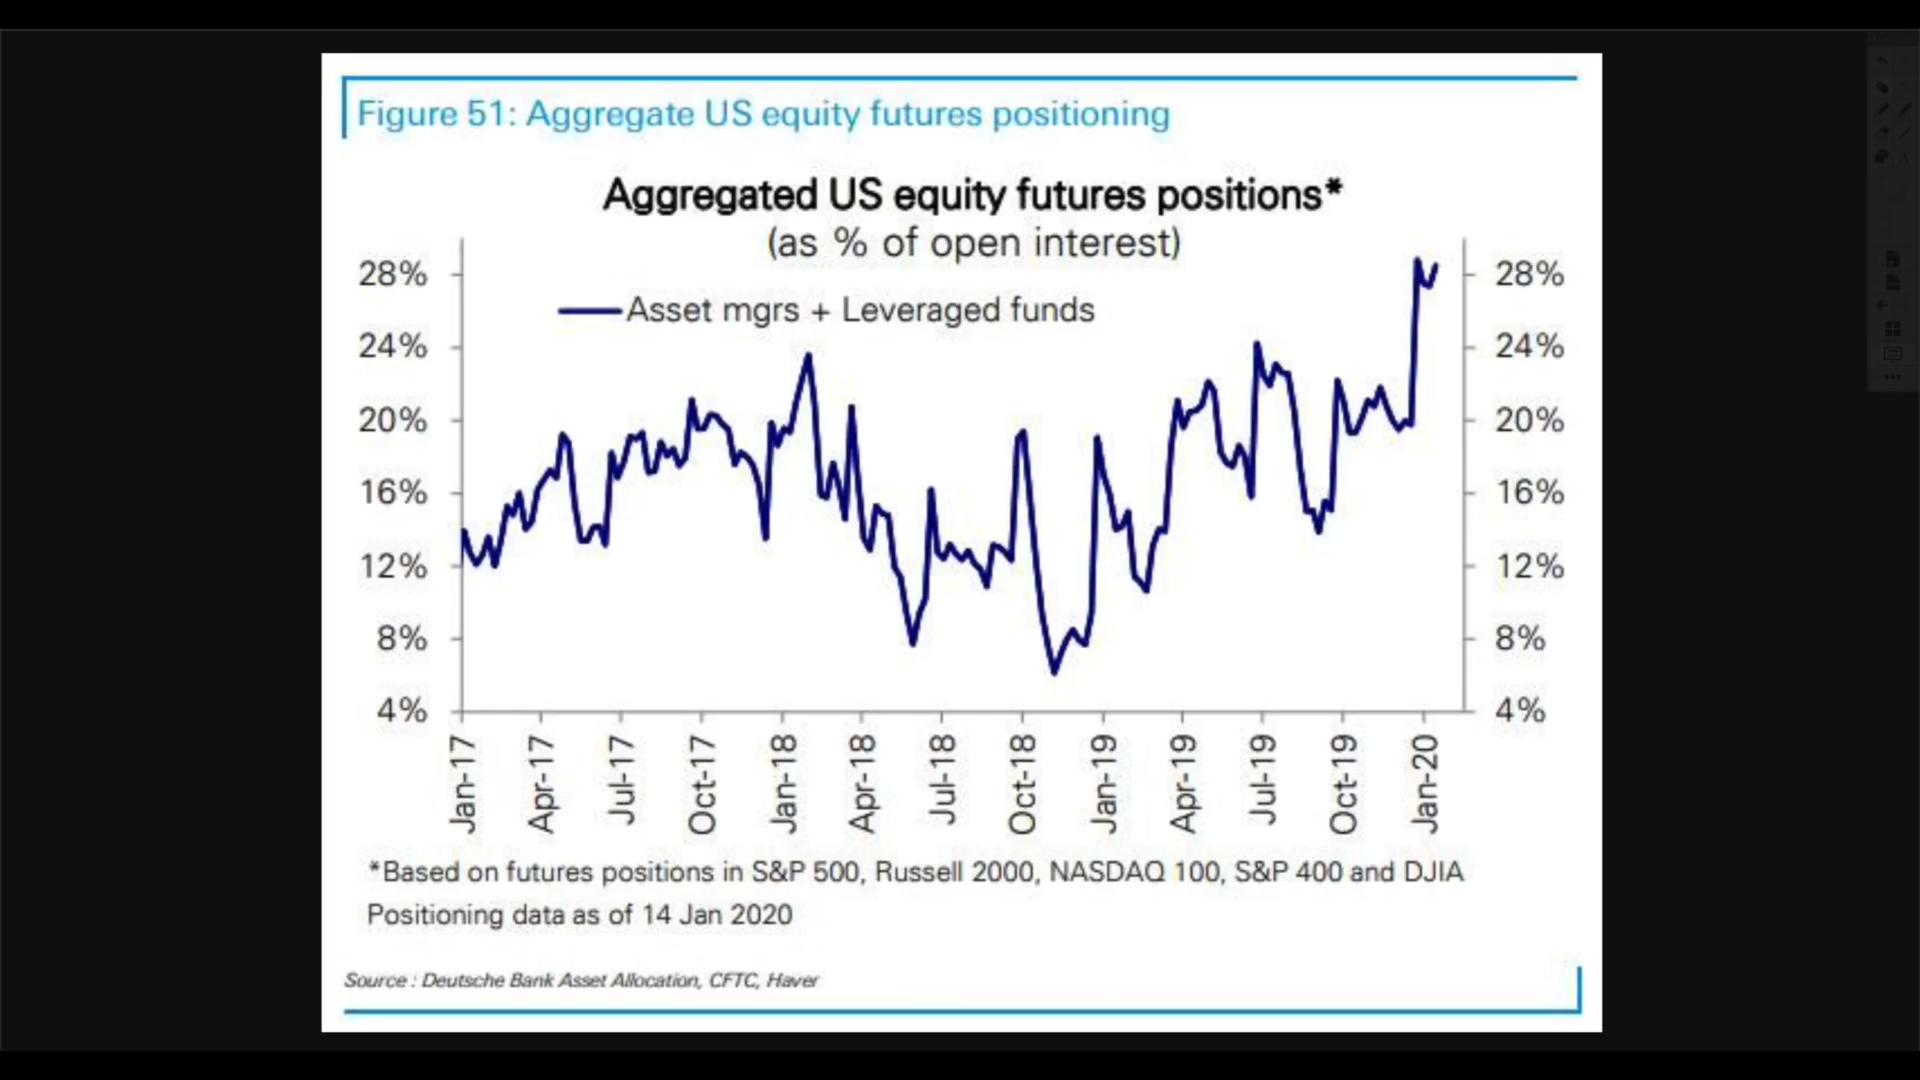 Figure 51: Aggregate US equity futures positioning
Aggregated US equity futures positions*
(as % of open interest)
Asset mgrs + Leveraged funds
28%
24%
20%
16%
12%
8%
4%
28%
24%
20%
16%
12%
8%
4%
Jan-17
Apr-17
Jul-17
Oct-17
Jan-18
Apr-18
Jul-18
Oct-18
Jan-19
Apr-19
Jul-19
Oct-19
Jan-20
*Based on futures positions in S&P 500, Russell 2000, NASDAQ 100, S&P 400 and DJIA
Positioning data as of 14 Jan 2020
Source : Deutsche Bank Asset Allocation, CFTC, Haver